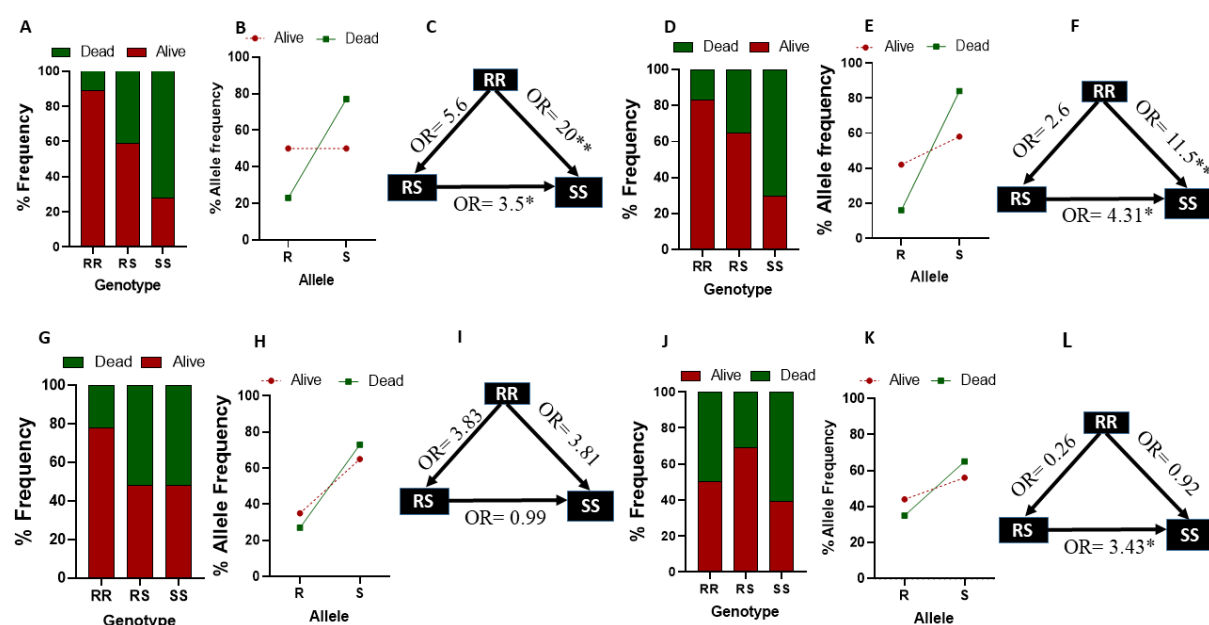 A
Dead Alive
% Frequency
100
80
60
40
20
0
RR RS SS
Genotype
B
Alive Dead
% Allele frequency
100
80
60
40
20
0
R S
Allele
C
RR
OR= 5.6
OR= 20**
RS
SS
OR= 3.5*
D
Dead Alive
% Frequency
100
80
60
40
20
0
RR RS SS
Genotype
E
Alive Dead
% Allele frequency
100
80
60
40
20
0
R S
Allele
F
RR
OR= 2.6
OR= 11.5**
RS
SS
OR= 4.31*
G
Dead Alive
% Frequency
100
80
60
40
20
0
RR RS SS
Genotype
H
Alive Dead
% Allele Frequency
100
80
60
40
20
0
R S
Allele
I
RR
OR= 3.83
OR= 3.81
RS
SS
OR= 0.99
J
Alive Dead
% Frequency
100
80
60
40
20
0
RR RS SS
Genotype
K
Alive Dead
% Allele Frequency
100
80
60
40
20
0
R S
Allele
L
RR
OR= 0.26
OR= 0.92
RS
SS
OR= 3.43*